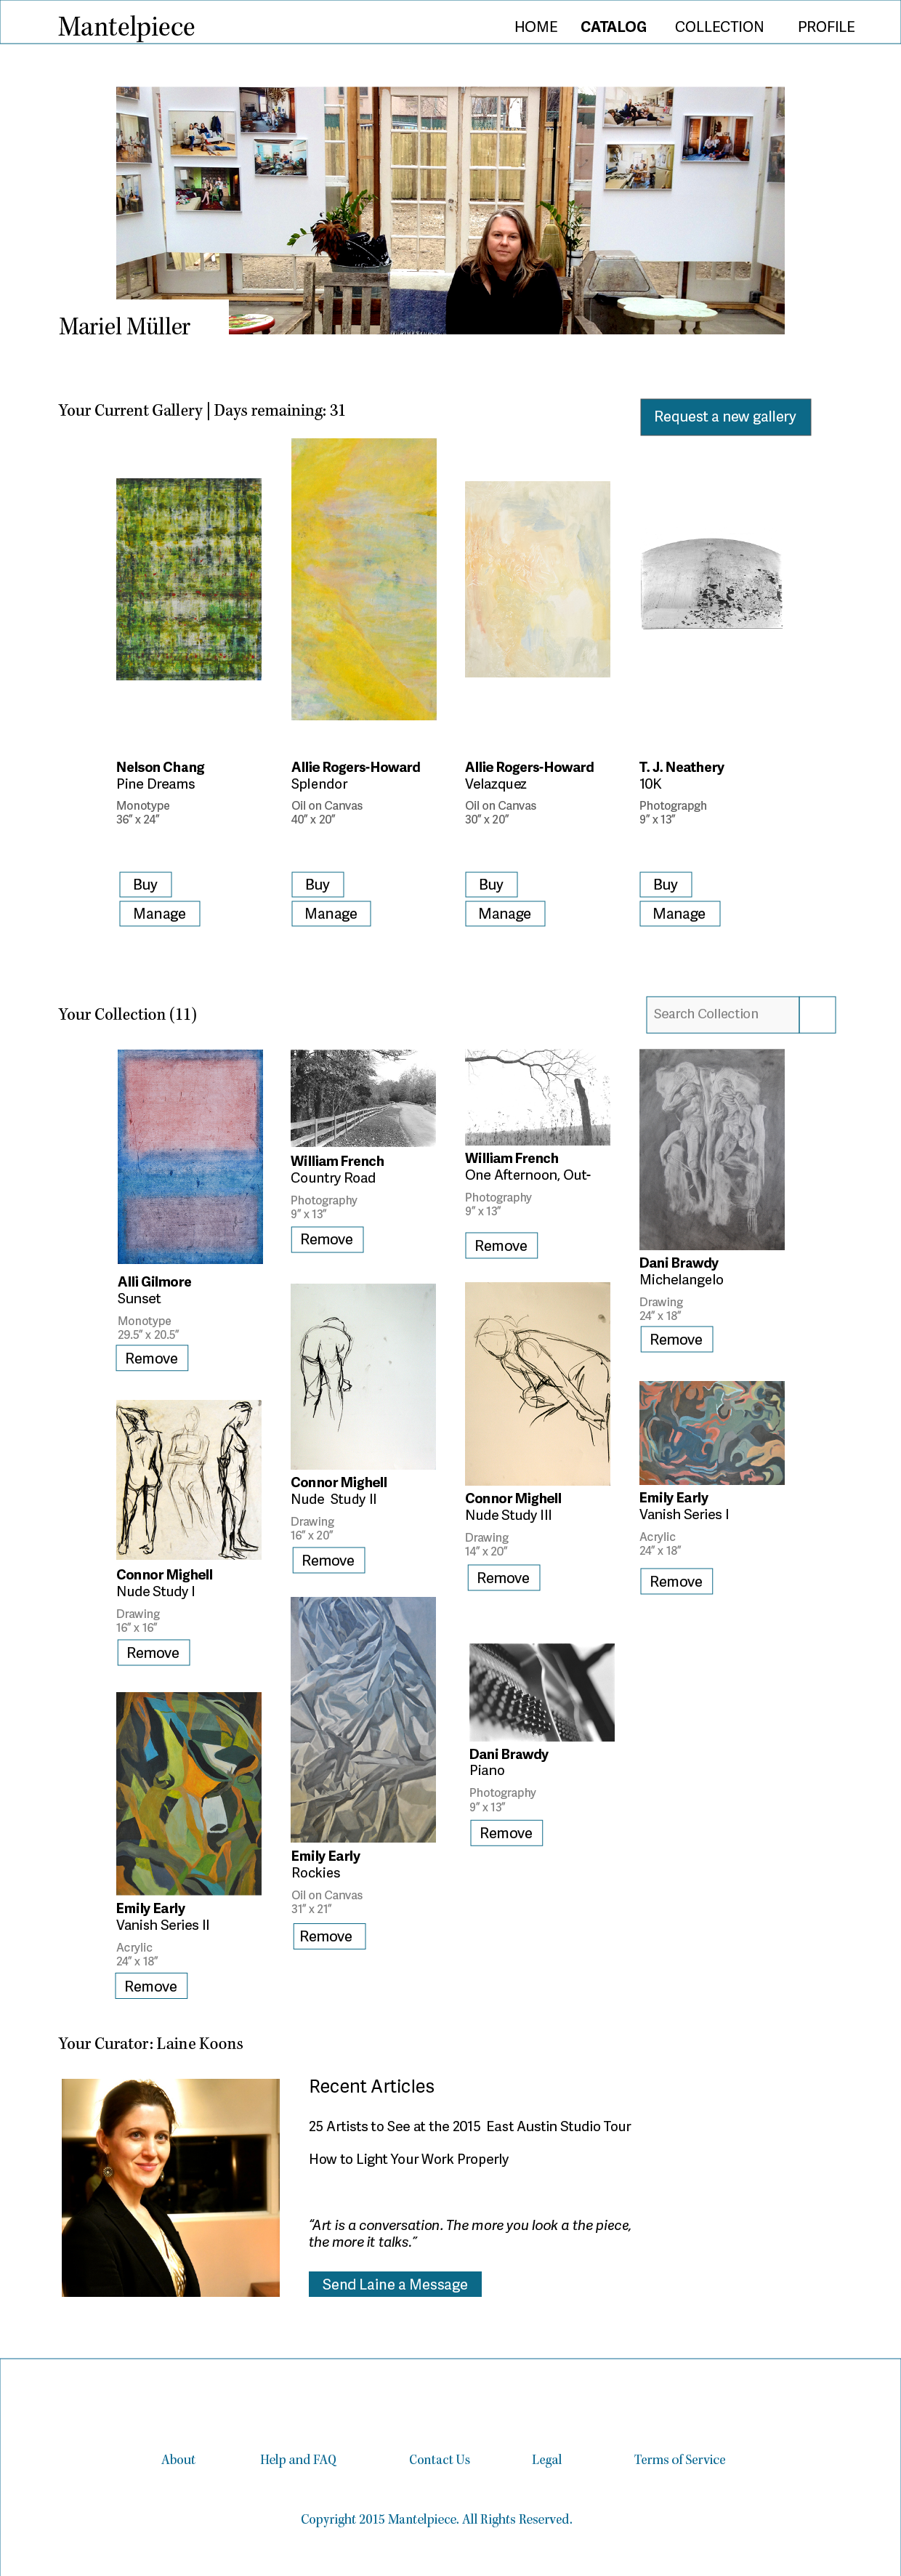 Mantelpiece
HOME CATALOG COLLECTION PROFILE
Mariel Müller
Your Current Gallery | Days remaining: 31
Request a new gallery
Nelson Chang
Pine Dreams
Monotype
36” x 24”
Buy
Manage
Allie Rogers-Howard
Splendor
Oil on Canvas
40” x 20”
Buy
Manage
Allie Rogers-Howard
Velazquez
Oil on Canvas
30” x 20”
Buy
Manage
T. J. Neathery
10K
Photograpgh
9” x 13”
Buy
Manage
Your Collection (11)
Search Collection
Alli Gilmore
Sunset
Monotype
29.5” x 20.5”
Remove
William French
Country Road
Photography
9” x 13”
Remove
William French
One Afternoon, Out-
Photography
9” x 13”
Remove
Dani Brawdy
Michelangelo
Drawing
24” x 18”
Remove
Connor Mighell
Nude Study I
Drawing
16” x 16”
Remove
Connor Mighell
Nude Study II
Drawing
16” x 20”
Remove
Connor Mighell
Nude Study III
Drawing
14” x 20”
Remove
Emily Early
Vanish Series I
Acrylic
24” x 18”
Remove
Emily Early
Vanish Series II
Acrylic
24” x 18”
Remove
Emily Early
Rockies
Oil on Canvas
31” x 21”
Remove
Dani Brawdy
Piano
Photography
9” x 13”
Remove
Your Curator: Laine Koons
Recent Articles
25 Artists to See at the 2015 East Austin Studio Tour
How to Light Your Work Properly
“Art is a conversation. The more you look a the piece,
the more it talks.”
Send Laine a Message
About Help and FAQ Contact Us Legal Terms of Service
Copyright 2015 Mantelpiece. All Rights Reserved.